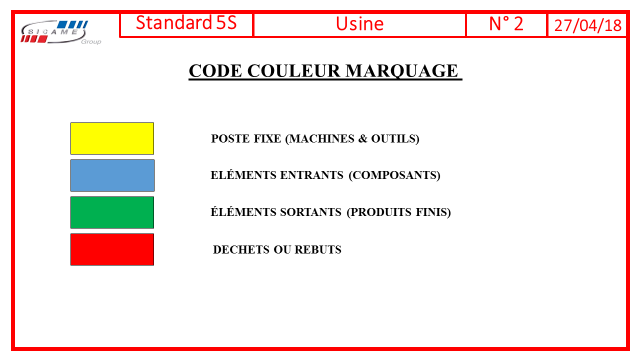 SICAME
Group
Standard 5S
Usine
N° 2
27/04/18
CODE COULEUR MARQUAGE
POSTE FIXE (MACHINES & OUTILS)
ELÉMENTS ENTRANTS (COMPOSANTS)
ÉLÉMENTS SORTANTS (PRODUITS FINIS)
DECHETS OU REBUTS